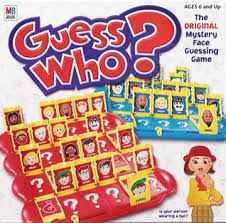 MB
AGES 6 and Up
Guess
Who?
The
ORIGINAL
Mystery
Face
Guessing
Game
Is your person
wearing a hat?